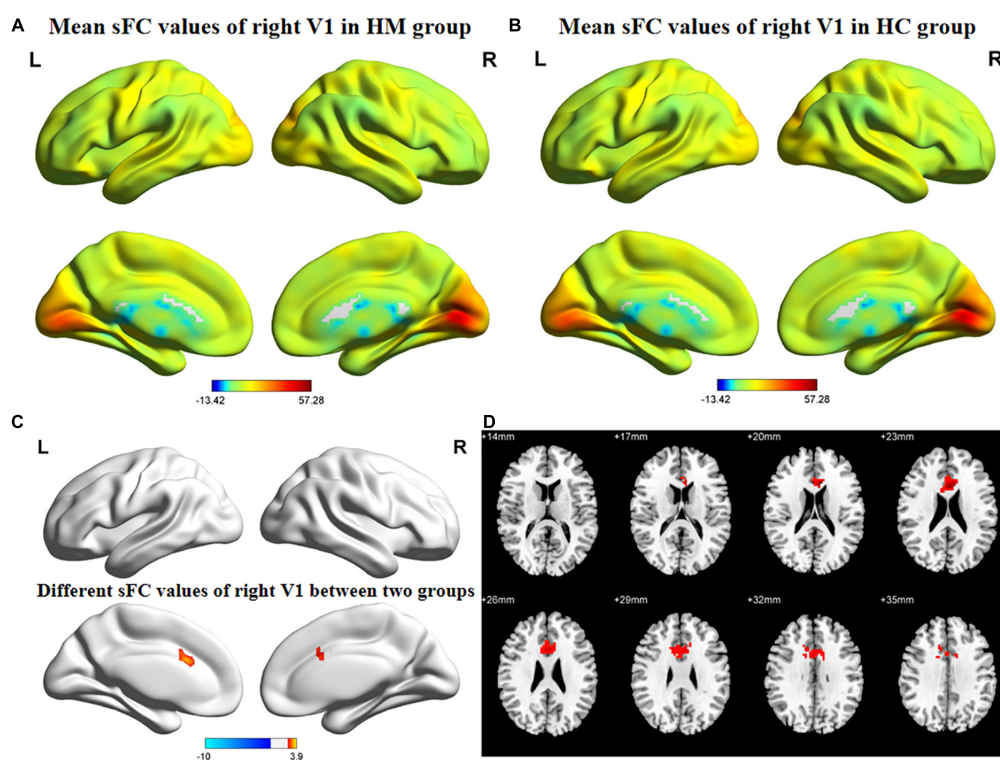 A Mean sFC values of right V1 in HM group
L R
-13.42 57.28
B Mean sFC values of right V1 in HC group
L R
-13.42 57.28
C
L R
Different sFC values of right V1 between two groups
-10 3.9
D
+14mm +17mm +20mm +23mm
+26mm +29mm +32mm +35mm